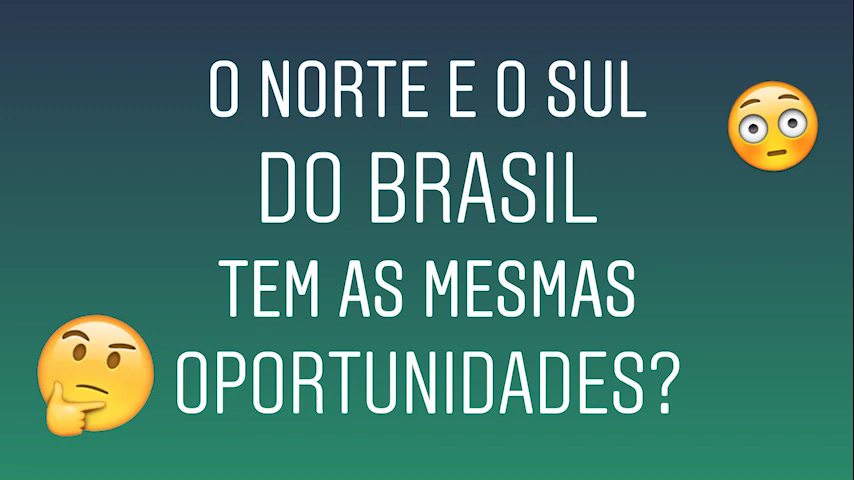 O NORTE E O SUL
DO BRASIL
TEM AS MESMAS
OPORTUNIDADES?